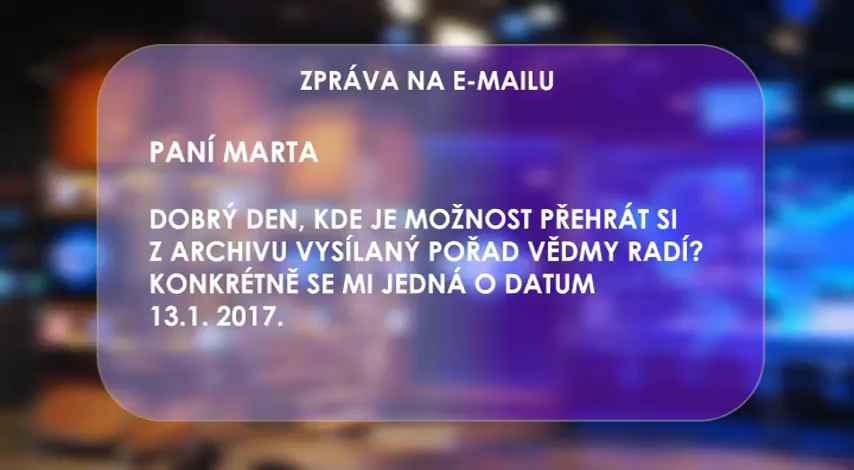 ZPRÁVA NA E-MAILU
PANÍ MARTA
DOBRÝ DEN, KDE JE MOŽNOST PŘEHRÁT SI
Z ARCHIVU VYSÍLANÝ POŘAD VĚDMY RADÍ?
KONKRÉTNĚ SE MI JEDNÁ O DATUM
13.1. 2017.